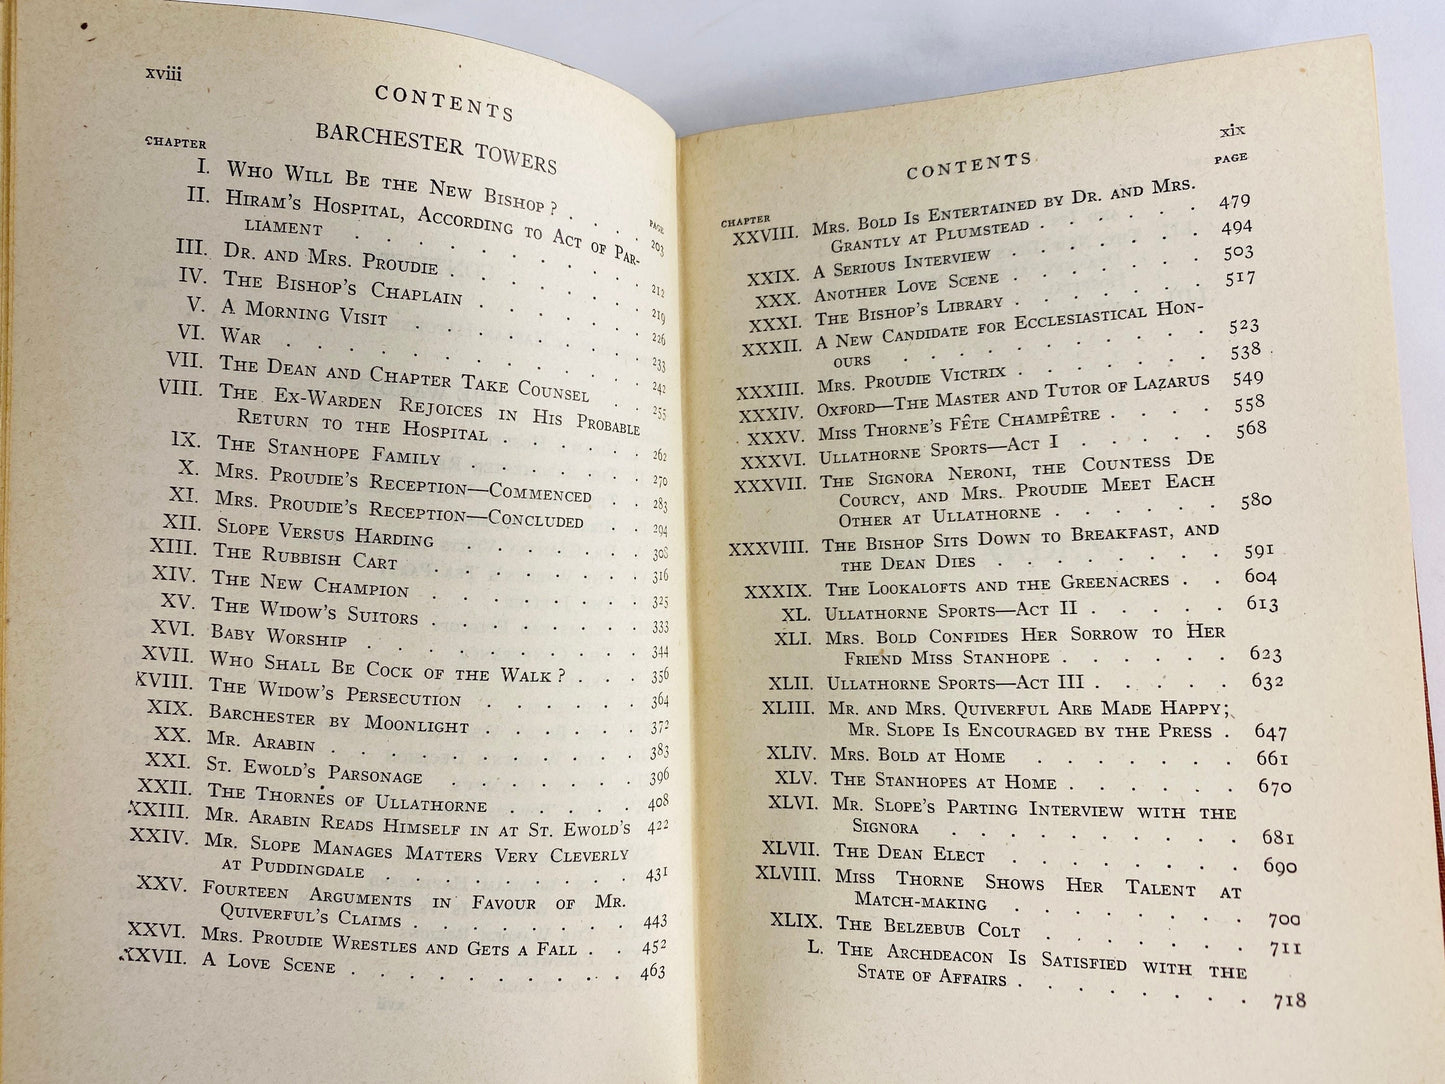 xviii
CONTENTS
BARCHESTER TOWERS
CHAPTER
PAGE
I. WHO WILL BE THE NEW BISHOP? . . . . 203
II. HIRAM'S HOSPITAL, ACCORDING TO ACT OF PAR-
LIAMENT . . . . . . . . 212
III. DR. AND MRS. PROUDIE . . . . . . 219
IV. THE BISHOP'S CHAPLAIN . . . . . . 226
V. A MORNING VISIT . . . . . . . 233
VI. WAR . . . . . . . . . 242
VII. THE DEAN AND CHAPTER TAKE COUNSEL . . 255
VIII. THE EX-WARDEN REJOICES IN HIS PROBABLE
RETURN TO THE HOSPITAL . . . . . 262
IX. THE STANHOPE FAMILY . . . . . . 270
X. MRS. PROUDIE'S RECEPTION—COMMENCED . . 283
XI. MRS. PROUDIE'S RECEPTION—CONCLUDED . . 294
XII. SLOPE VERSUS HARDING . . . . . . 308
XIII. THE RUBBISH CART . . . . . . . 316
XIV. THE NEW CHAMPION . . . . . . . 325
XV. THE WIDOW'S SUITORS . . . . . . 333
XVI. BABY WORSHIP . . . . . . . . 344
XVII. WHO SHALL BE COCK OF THE WALK? . . . 356
XVIII. THE WIDOW'S PERSECUTION . . . . . . 364
XIX. BARCHESTER BY MOONLIGHT . . . . . 372
XX. MR. ARABIN . . . . . . . . 383
XXI. ST. EWOLD'S PARSONAGE . . . . . . 396
XXII. THE THORNES OF ULLATHORNE . . . . . 408
XXIII. MR. ARABIN READS HIMSELF IN AT ST. EWOLD'S 422
XXIV. MR. SLOPE MANAGES MATTERS VERY CLEVERLY
AT PUDDINGDALE . . . . . . . 431
XXV. FOURTEEN ARGUMENTS IN FAVOUR OF MR.
QUIVERFUL'S CLAIMS . . . . . . 443
XXVI. MRS. PROUDIE WRESTLES AND GETS A FALL . . 452
XXVII. A LOVE SCENE . . . . . . . . 463
xix
CONTENTS
CHAPTER
PAGE
XXVIII. MRS. BOLD IS ENTERTAINED BY DR. AND MRS.
GRANTLY AT PLUMSTEAD . . . . . 479
XXIX. A SERIOUS INTERVIEW . . . . . . 494
XXX. ANOTHER LOVE SCENE . . . . . . 503
XXXI. THE BISHOP'S LIBRARY . . . . . . 517
XXXII. A NEW CANDIDATE FOR ECCLESIASTICAL HON-
OURS . . . . . . . . . 523
XXXIII. MRS. PROUDIE VICTRIX . . . . . . 538
XXXIV. OXFORD—THE MASTER AND TUTOR OF LAZARUS 549
XXXV. MISS THORNE'S FÊTE CHAMPÊTRE . . . . 558
XXXVI. ULLATHORNE SPORTS—ACT I . . . . . 568
XXXVII. THE SIGNORA NERONI, THE COUNTESS DE
COURCY, AND MRS. PROUDIE MEET EACH
OTHER AT ULLATHORNE . . . . . . 580
XXXVIII. THE BISHOP SITS DOWN TO BREAKFAST, AND
THE DEAN DIES . . . . . . . 591
XXXIX. THE LOOKALOFTS AND THE GREENACRES . . 604
XL. ULLATHORNE SPORTS—ACT II . . . . . 613
XLI. MRS. BOLD CONFIDES HER SORROW TO HER
FRIEND MISS STANHOPE . . . . . . 623
XLII. ULLATHORNE SPORTS—ACT III . . . . . 632
XLIII. MR. AND MRS. QUIVERFUL ARE MADE HAPPY;
MR. SLOPE IS ENCOURAGED BY THE PRESS . 647
XLIV. MRS. BOLD AT HOME . . . . . . . 661
XLV. THE STANHOPES AT HOME . . . . . . 670
XLVI. MR. SLOPE'S PARTING INTERVIEW WITH THE
SIGNORA . . . . . . . . . 681
XLVII. THE DEAN ELECT . . . . . . . 690
XLVIII. MISS THORNE SHOWS HER TALENT AT
MATCH-MAKING . . . . . . . 700
XLIX. THE BELZEBUB COLT . . . . . . 711
L. THE ARCHDEACON IS SATISFIED WITH THE
STATE OF AFFAIRS . . . . . . . 718